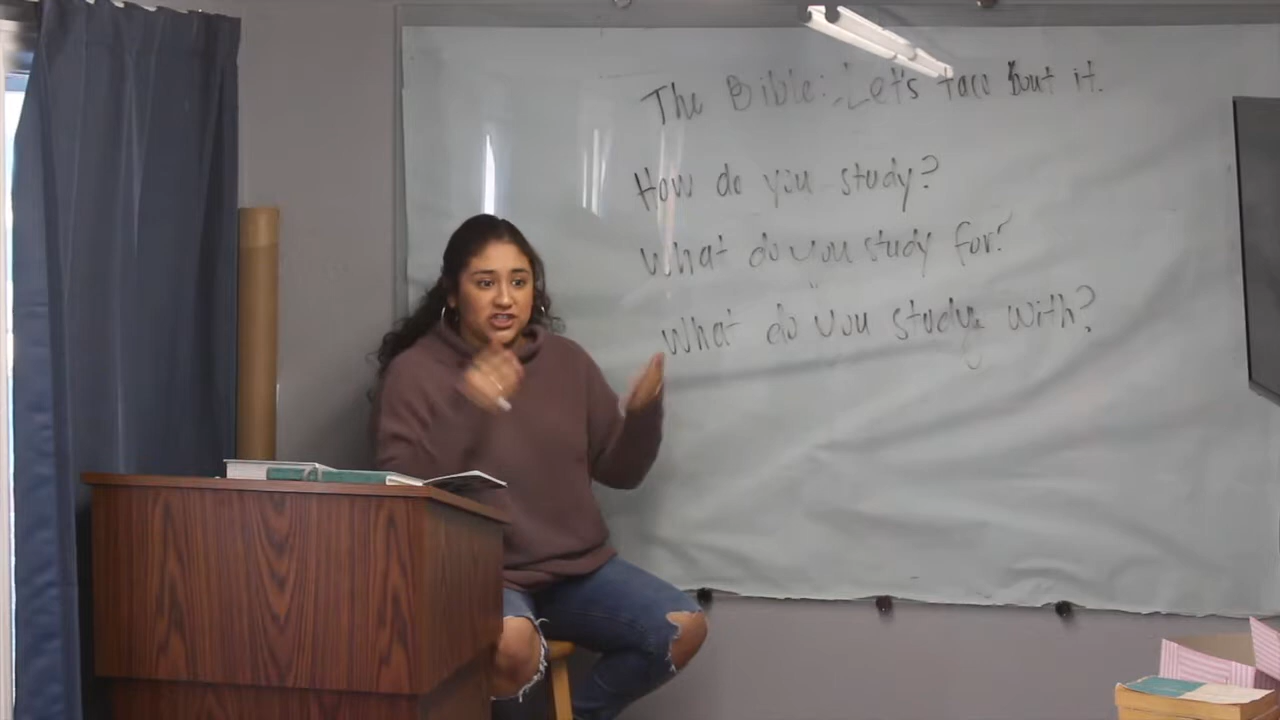 The Bible: Let's face bout it.
How do you study?
What do you study for?
What do you study with?